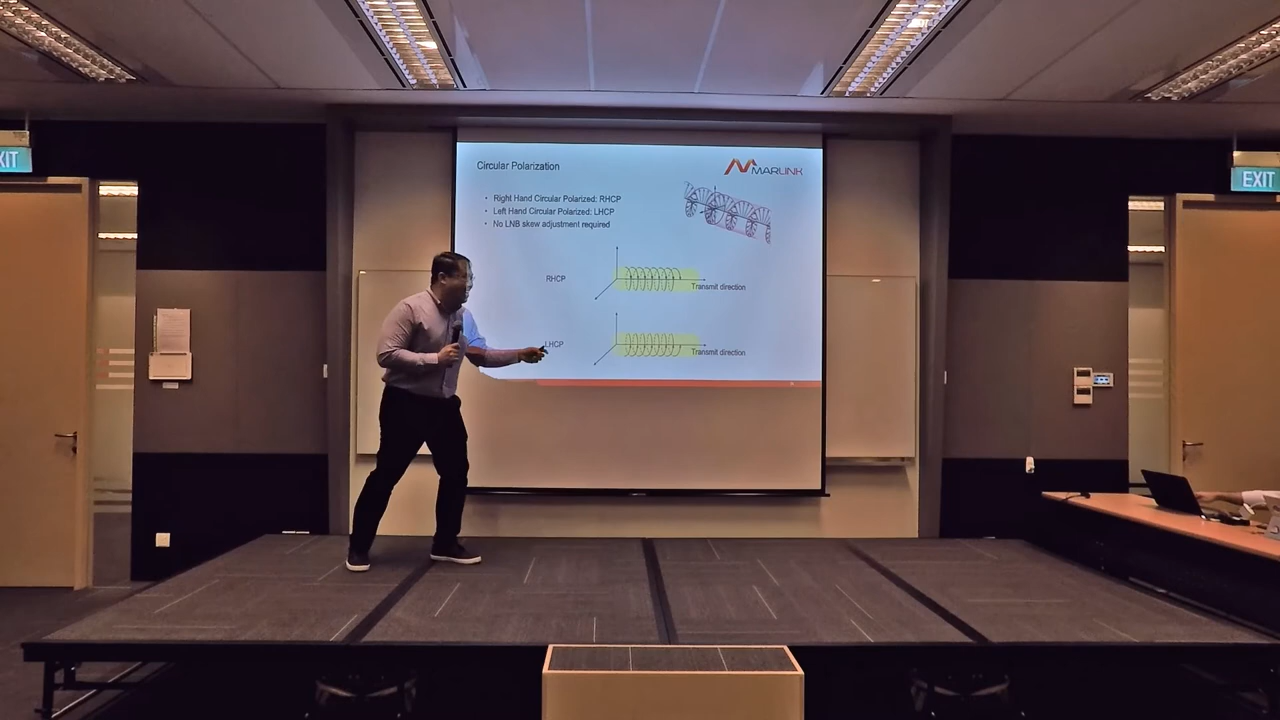 XIT
EXIT
Circular Polarization
MARLINK
• Right Hand Circular Polarized: RHCP
• Left Hand Circular Polarized: LHCP
• No LNB skew adjustment required
RHCP
Transmit direction
LHCP
Transmit direction